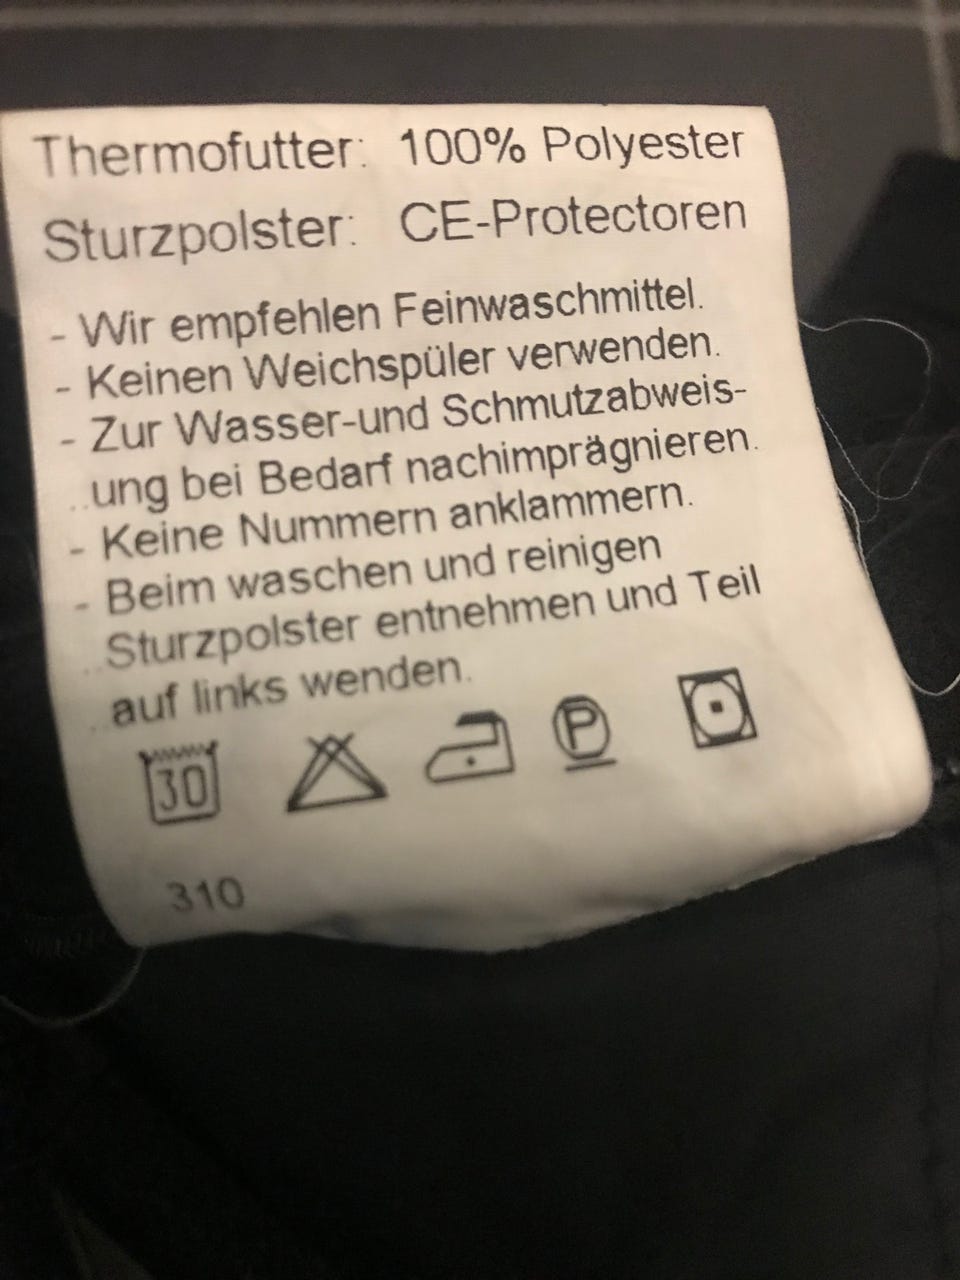 Thermofutter: 100% Polyester
Sturzpolster: CE-Protectoren
- Wir empfehlen Feinwaschmittel.
- Keinen Weichspüler verwenden.
- Zur Wasser-und Schmutzabweis-
..ung bei Bedarf nachimprägnieren.
- Keine Nummern anklammern.
- Beim waschen und reinigen
..Sturzpolster entnehmen und Teil
..auf links wenden.
30 P
310